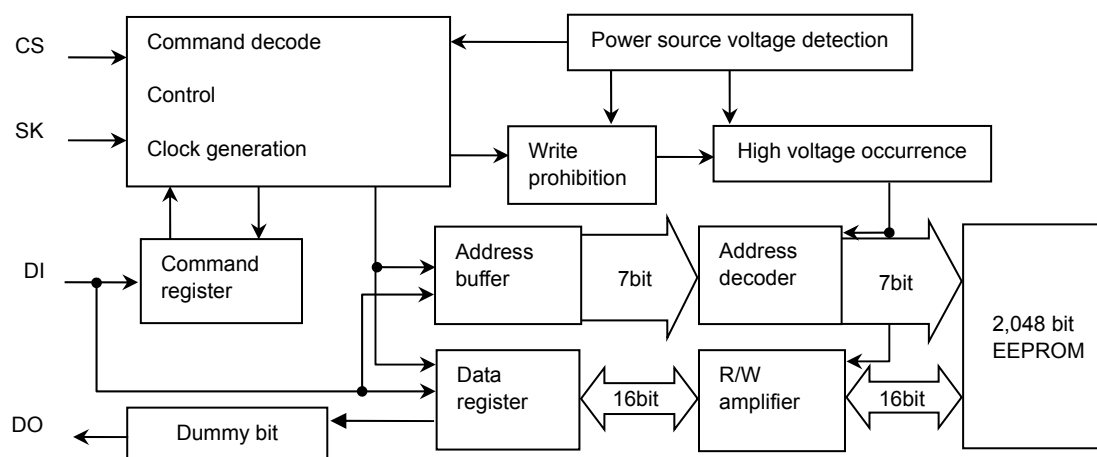 CS
Command decode
Control
Clock generation
Power source voltage detection
SK
Write
prohibition
High voltage occurrence
DI
Command
register
Address
buffer
7bit
Address
decoder
7bit
2,048 bit
EEPROM
Data
register
16bit
R/W
amplifier
16bit
DO
Dummy bit